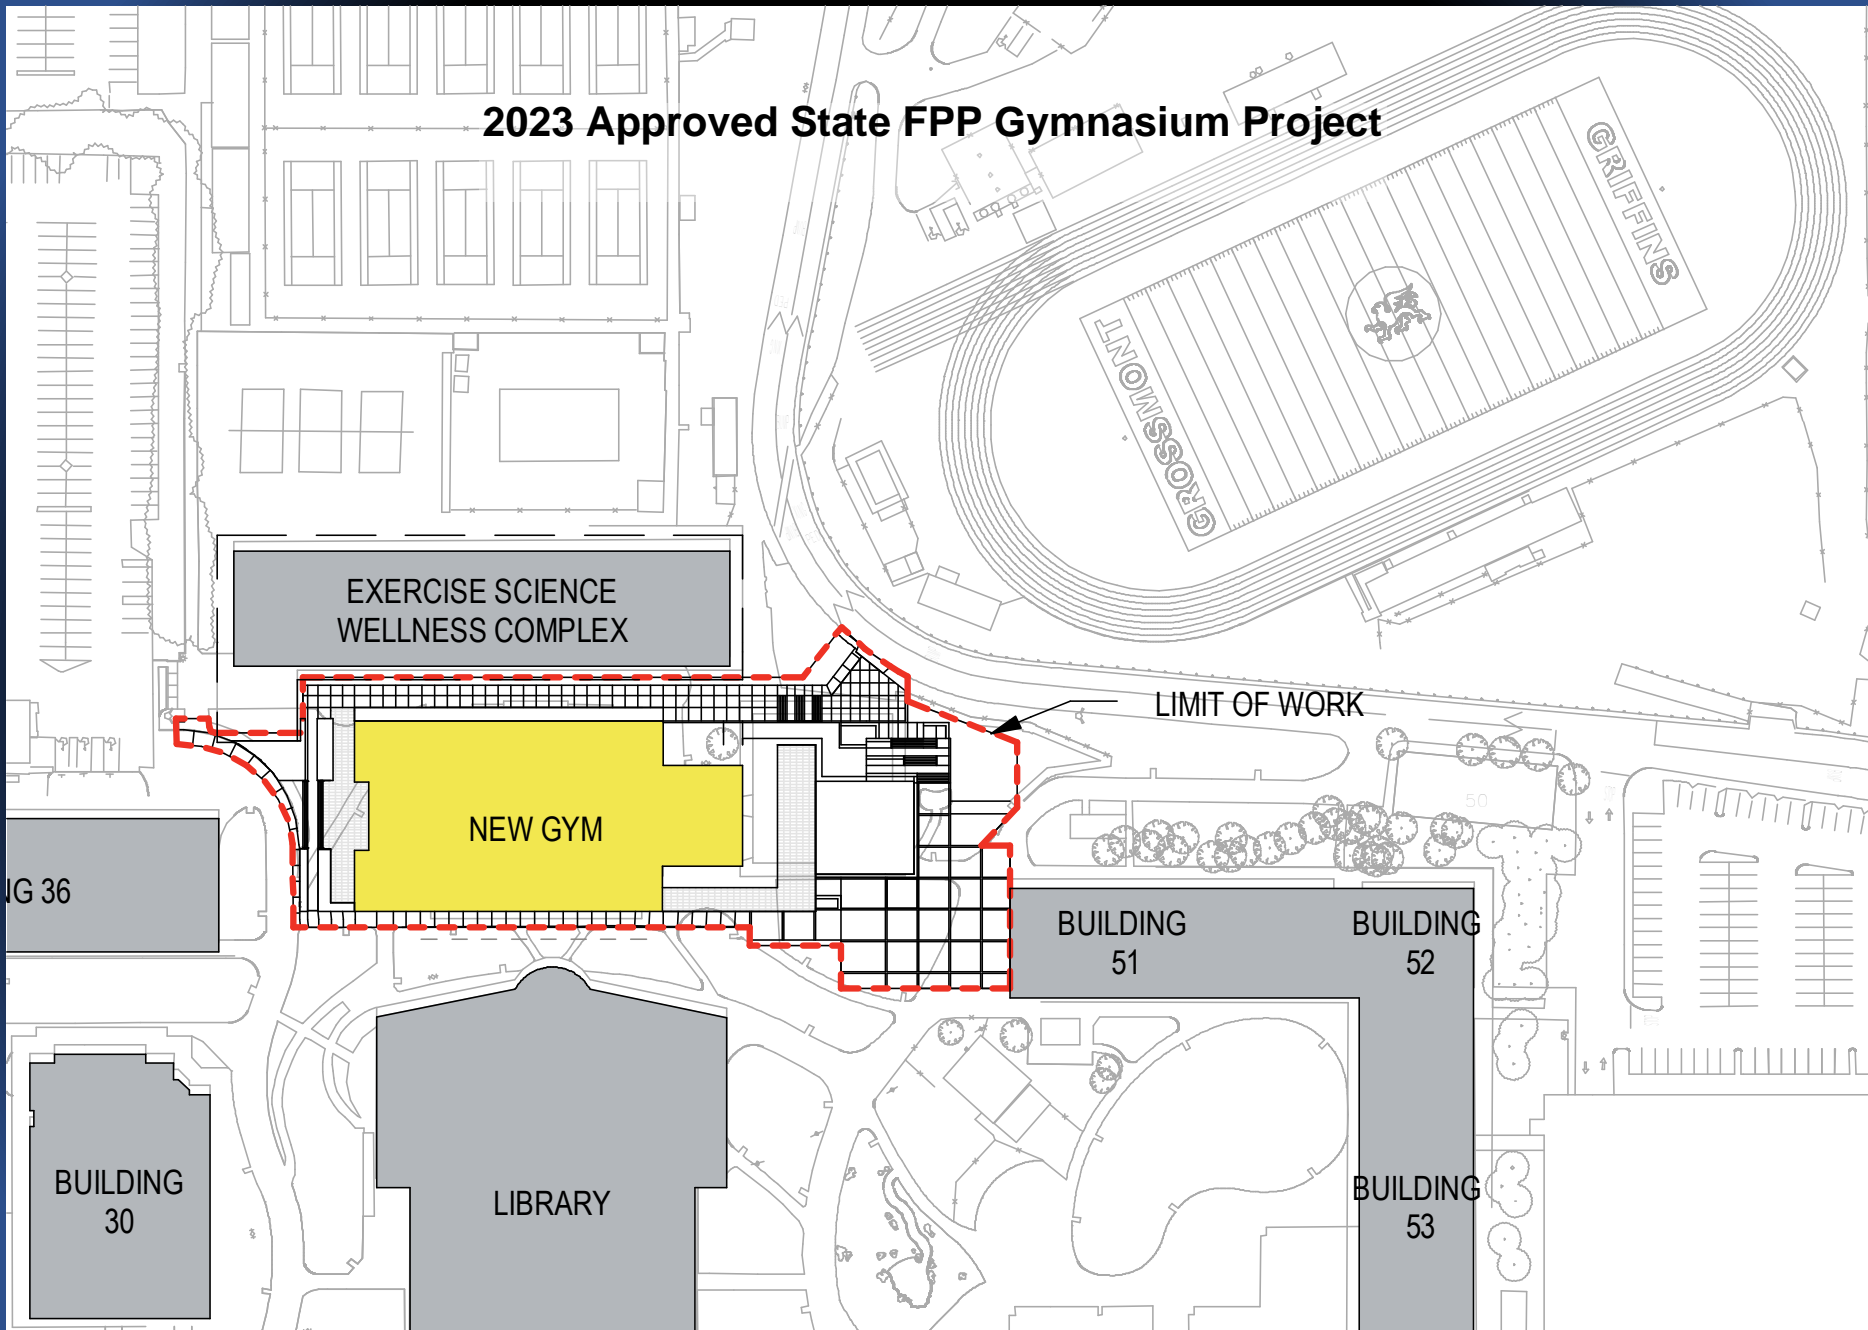 2023 Approved State FPP Gymnasium Project
GRIFFINS
GROSSMONT
EXERCISE SCIENCE
WELLNESS COMPLEX
LIMIT OF WORK
50
NEW GYM
NG 36
BUILDING
51
BUILDING
52
BUILDING
30
LIBRARY
BUILDING
53